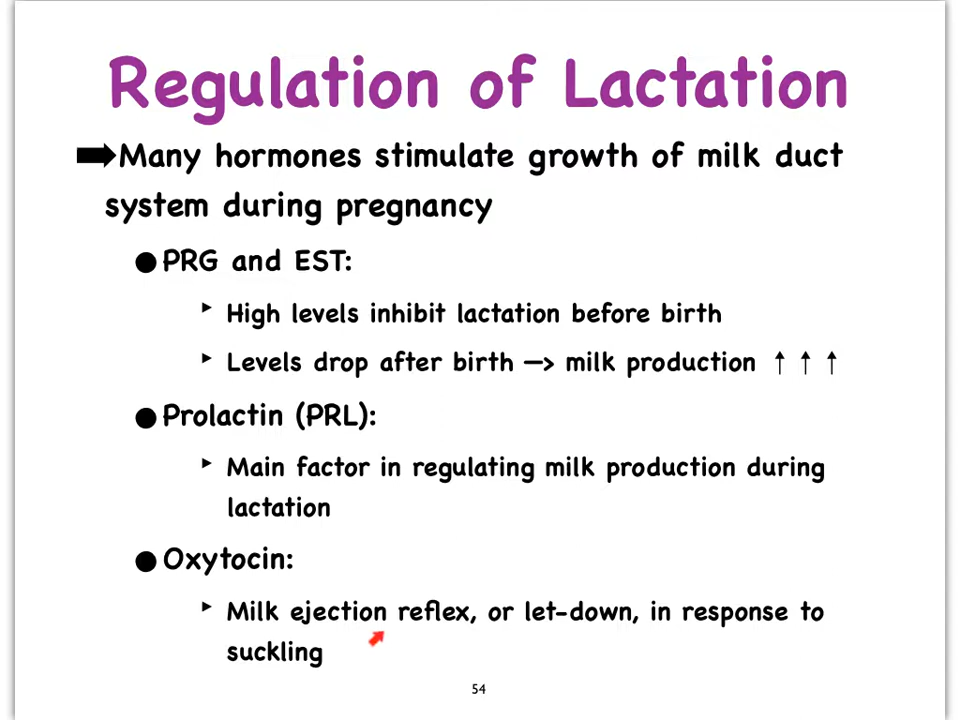 Regulation of Lactation
➡Many hormones stimulate growth of milk duct
system during pregnancy
●PRG and EST:
‣ High levels inhibit lactation before birth
‣ Levels drop after birth —> milk production ↑ ↑ ↑
●Prolactin (PRL):
‣ Main factor in regulating milk production during
lactation
●Oxytocin:
‣ Milk ejection reflex, or let-down, in response to
suckling
54